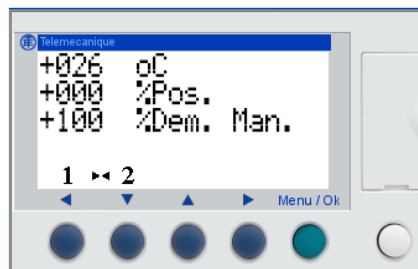 Telemecanique
+026 oC
+000 %Pos.
+100 %Dem. Man.
1 ▸◂ 2
◀ ▼ ▲ ▶ Menu / Ok